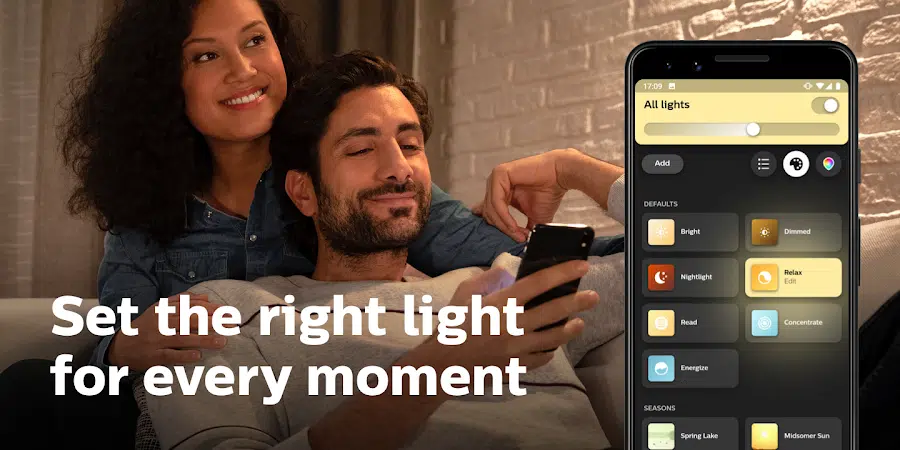 Set the right light
for every moment
17:09
All lights
Add
DEFAULTS
Bright
Dimmed
Nightlight
Relax
Edit
Read
Concentrate
Energize
SEASONS
Spring Lake
Midsomer Sun